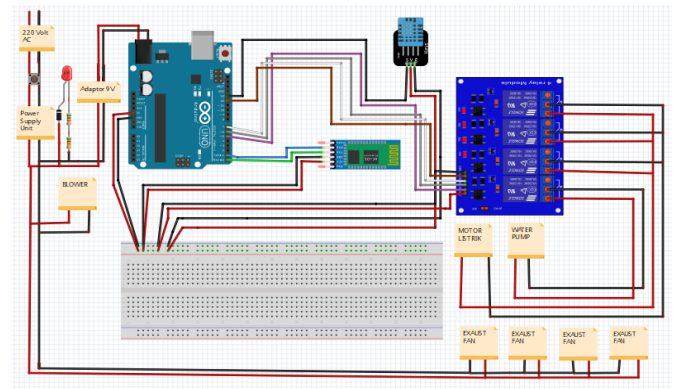 220 Volt
AC
Adaptor 9V
Power
Supply
Unit
BLOWER
UNO
4 relay Module
MOTOR
LISTRIK
WATER
PUMP
EXAUST
FAN
EXAUST
FAN
EXAUST
FAN
EXAUST
FAN